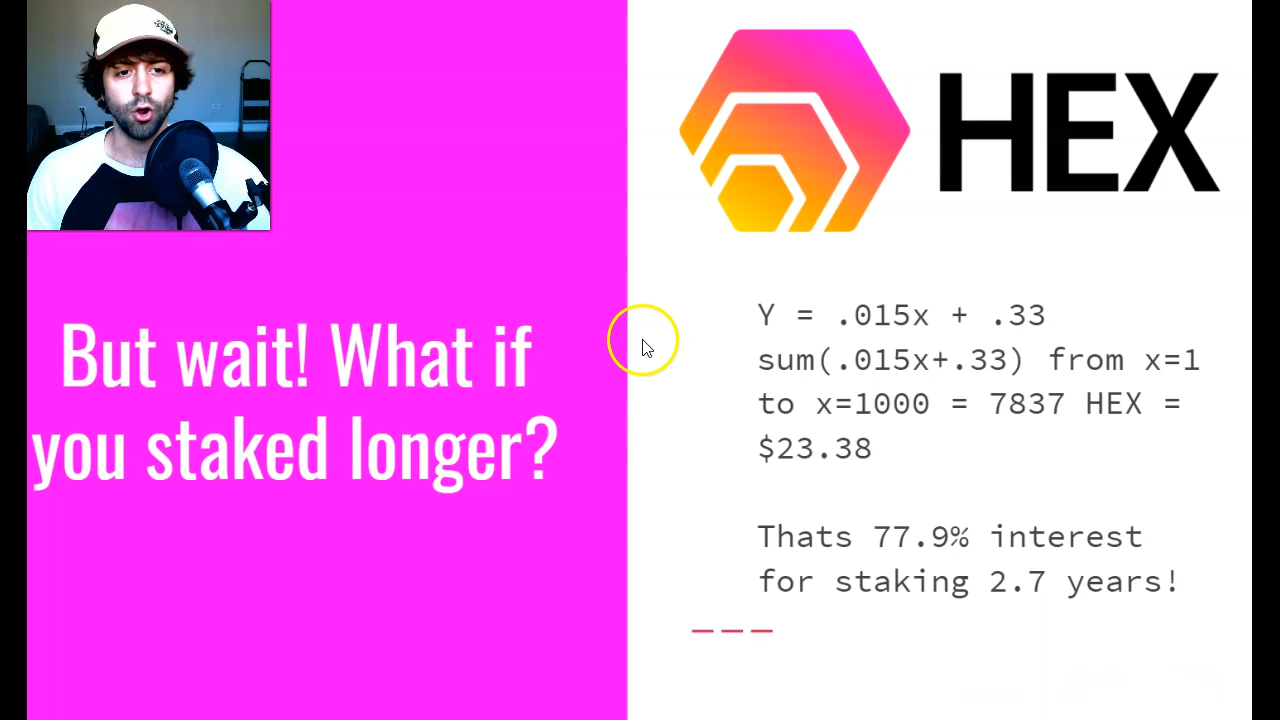 HEX
But wait! What if
you staked longer?
Y = .015x + .33
sum(.015x+.33) from x=1
to x=1000 = 7837 HEX =
$23.38
Thats 77.9% interest
for staking 2.7 years!